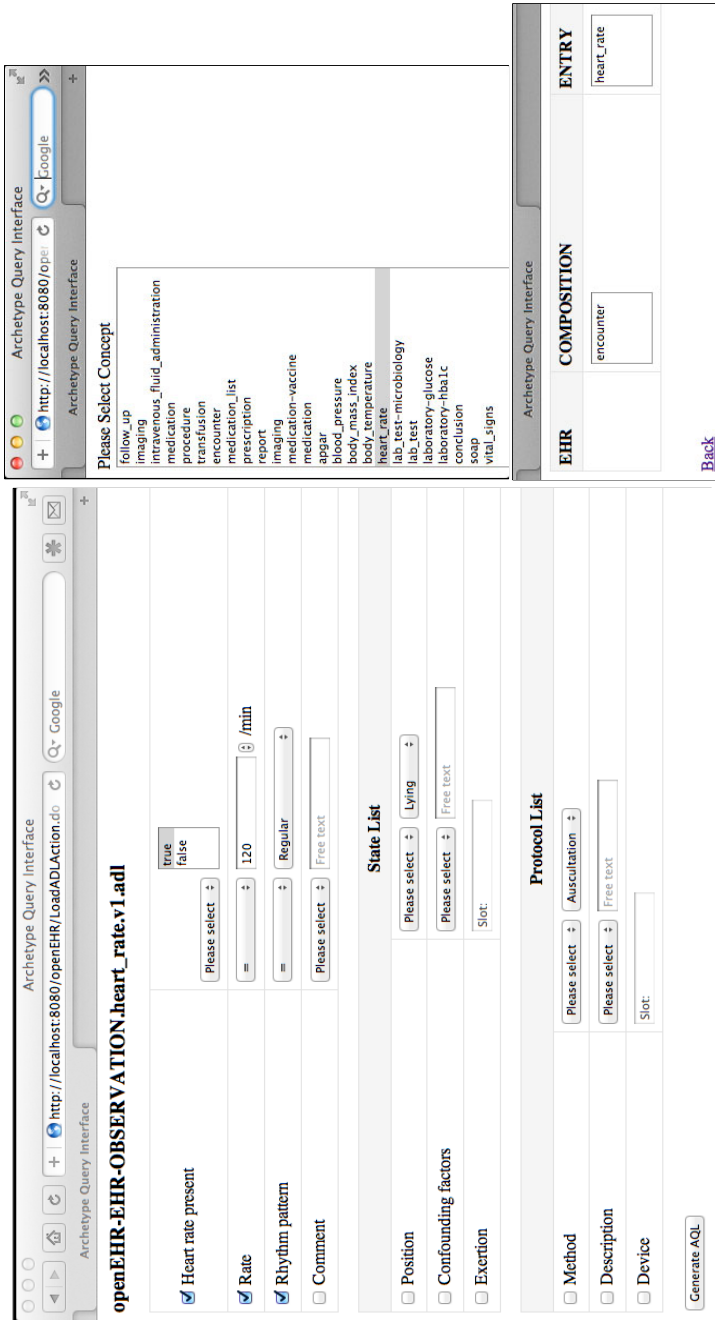 Archetype Query Interface
http://localhost:8080/openEHR/LoadADLAction.do
Google
Archetype Query Interface
openEHR-EHR-OBSERVATION.heart_rate.v1.adl
Heart rate present
Please select
true
false
Rate
=
120
/min
Rhythm pattern
=
Regular
Comment
Please select
Free text
State List
Position
Please select
Lying
Confounding factors
Please select
Free text
Exertion
Slot:
Protocol List
Method
Please select
Auscultation
Description
Please select
Free text
Device
Slot:
Generate AQL
Archetype Query Interface
http://localhost:8080/oper
Google
Archetype Query Interface
Please Select Concept
follow_up
imaging
intravenous_fluid_administration
medication
procedure
transfusion
encounter
medication_list
prescription
report
imaging
medication-vaccine
medication
apgar
blood_pressure
body_mass_index
body_temperature
heart_rate
lab_test-microbiology
lab_test
laboratory-glucose
laboratory-hba1c
conclusion
soap
vital_signs
Archetype Query Interface
EHR COMPOSITION ENTRY
encounter heart_rate
Back